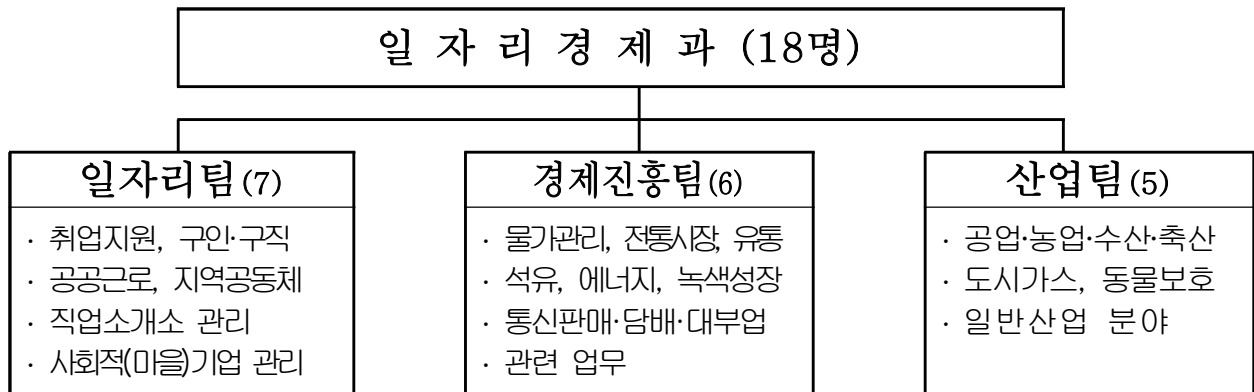 일 자 리 경 제 과 (18명)
일자리팀(7)
· 취업지원, 구인·구직
· 공공근로, 지역공동체
· 직업소개소 관리
· 사회적(마을)기업 관리
경제진흥팀(6)
· 물가관리, 전통시장, 유통
· 석유, 에너지, 녹색성장
· 통신판매·담배·대부업
· 관련 업무
산업팀(5)
· 공업·농업·수산·축산
· 도시가스, 동물보호
· 일반산업 분야